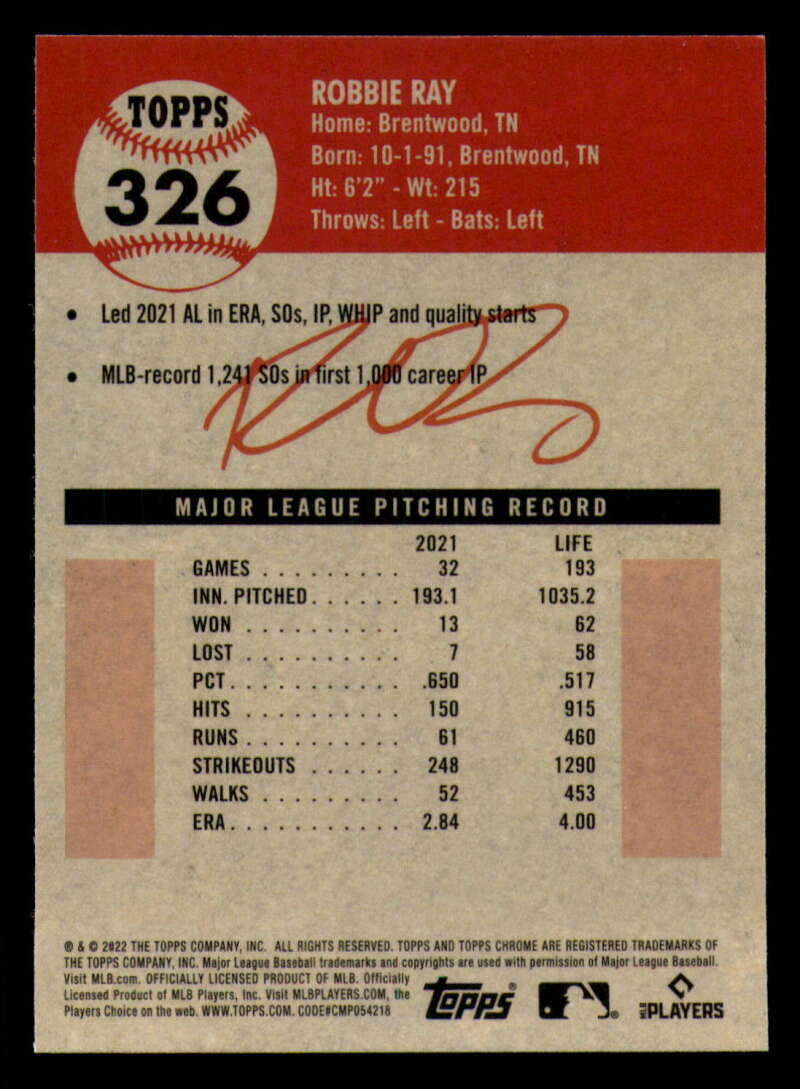 TOPPS
326
ROBBIE RAY
Home: Brentwood, TN
Born: 10-1-91, Brentwood, TN
Ht: 6'2" - Wt: 215
Throws: Left - Bats: Left
• Led 2021 AL in ERA, SOs, IP, WHIP and quality starts
• MLB-record 1,241 SOs in first 1,000 career IP
MAJOR LEAGUE PITCHING RECORD
2021 LIFE
GAMES . . . . . . . . . 32 193
INN. PITCHED. . . . . . 193.1 1035.2
WON . . . . . . . . . . 13 62
LOST . . . . . . . . . . 7 58
PCT. . . . . . . . . . . .650 .517
HITS . . . . . . . . . . 150 915
RUNS . . . . . . . . . . 61 460
STRIKEOUTS . . . . . . 248 1290
WALKS . . . . . . . . . 52 453
ERA. . . . . . . . . . . 2.84 4.00
® & © 2022 THE TOPPS COMPANY, INC. ALL RIGHTS RESERVED. TOPPS AND TOPPS CHROME ARE REGISTERED TRADEMARKS OF
THE TOPPS COMPANY, INC. Major League Baseball trademarks and copyrights are used with permission of Major League Baseball.
Visit MLB.com. OFFICIALLY LICENSED PRODUCT OF MLB. Officially
Licensed Product of MLB Players, Inc. Visit MLBPLAYERS.COM, the
Players Choice on the web. WWW.TOPPS.COM. CODE#CMP054218
Topps®
®
PLAYERS